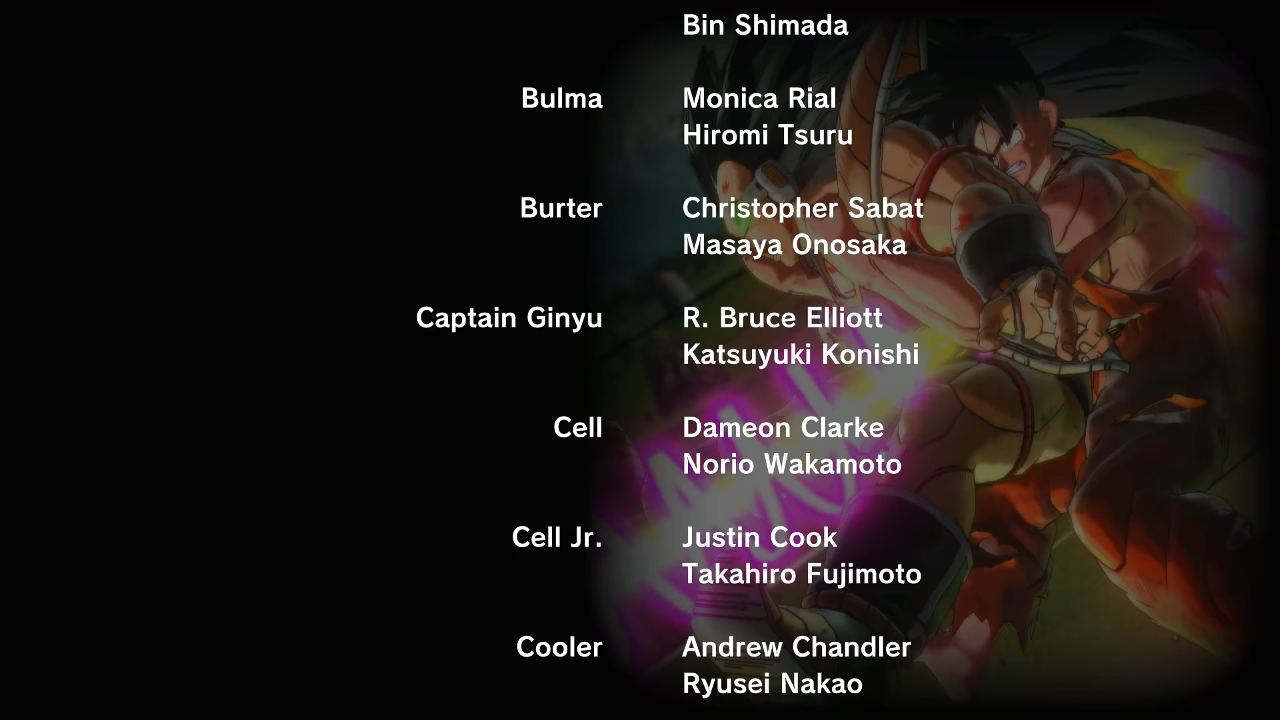 Bin Shimada
Bulma Monica Rial
Hiromi Tsuru
Burter Christopher Sabat
Masaya Onosaka
Captain Ginyu R. Bruce Elliott
Katsuyuki Konishi
Cell Dameon Clarke
Norio Wakamoto
Cell Jr. Justin Cook
Takahiro Fujimoto
Cooler Andrew Chandler
Ryusei Nakao